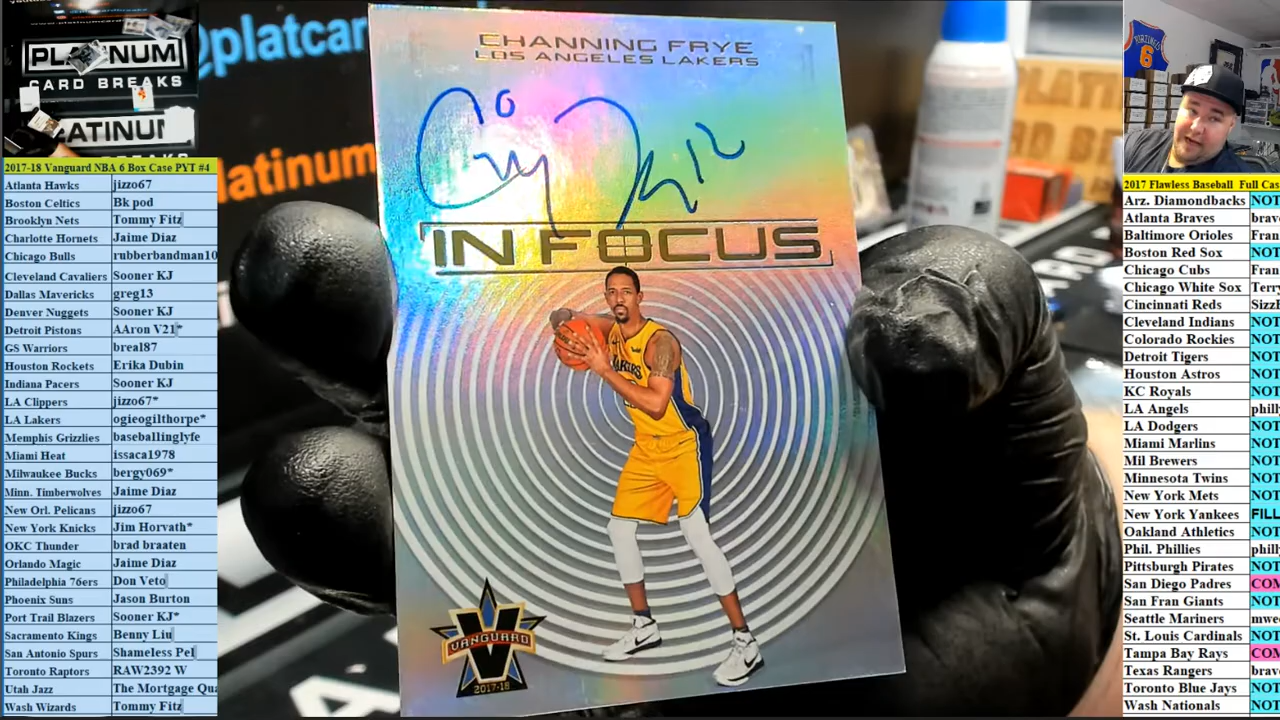 PLATINUM
CARD BREAKS
@platcar
latinum
CHANNING FRYE
LOS ANGELES LAKERS
IN FOCUS
LAKERS
VANGUARD
V
2017-18
6
2017-18 Vanguard NBA 6 Box Case PYT #4
Atlanta Hawks jizzo67
Boston Celtics Bk pod
Brooklyn Nets Tommy Fitz
Charlotte Hornets Jaime Diaz
Chicago Bulls rubberbandman10
Cleveland Cavaliers Sooner KJ
Dallas Mavericks greg13
Denver Nuggets Sooner KJ
Detroit Pistons AAron V21*
GS Warriors breal87
Houston Rockets Erika Dubin
Indiana Pacers Sooner KJ
LA Clippers jizzo67*
LA Lakers ogieogilthorpe*
Memphis Grizzlies baseballinglyfe
Miami Heat issaca1978
Milwaukee Bucks bergy069*
Minn. Timberwolves Jaime Diaz
New Orl. Pelicans jizzo67
New York Knicks Jim Horvath*
OKC Thunder brad braaten
Orlando Magic Jaime Diaz
Philadelphia 76ers Don Veto
Phoenix Suns Jason Burton
Port Trail Blazers Sooner KJ*
Sacramento Kings Benny Liu
San Antonio Spurs Shameless Pel
Toronto Raptors RAW2392 W
Utah Jazz The Mortgage Qua
Wash Wizards Tommy Fitz
2017 Flawless Baseball Full Cas
Arz. Diamondbacks NOT
Atlanta Braves brav
Baltimore Orioles Fran
Boston Red Sox NOT
Chicago Cubs Fran
Chicago White Sox Terry
Cincinnati Reds SizzF
Cleveland Indians NOT
Colorado Rockies NOT
Detroit Tigers NOT
Houston Astros NOT
KC Royals NOT
LA Angels philly
LA Dodgers NOT
Miami Marlins NOT
Mil Brewers NOT
Minnesota Twins NOT
New York Mets NOT
New York Yankees FILL
Oakland Athletics NOT
Phil. Phillies philly
Pittsburgh Pirates NOT
San Diego Padres COM
San Fran Giants NOT
Seattle Mariners mwe
St. Louis Cardinals NOT
Tampa Bay Rays COM
Texas Rangers brav
Toronto Blue Jays NOT
Wash Nationals NOT